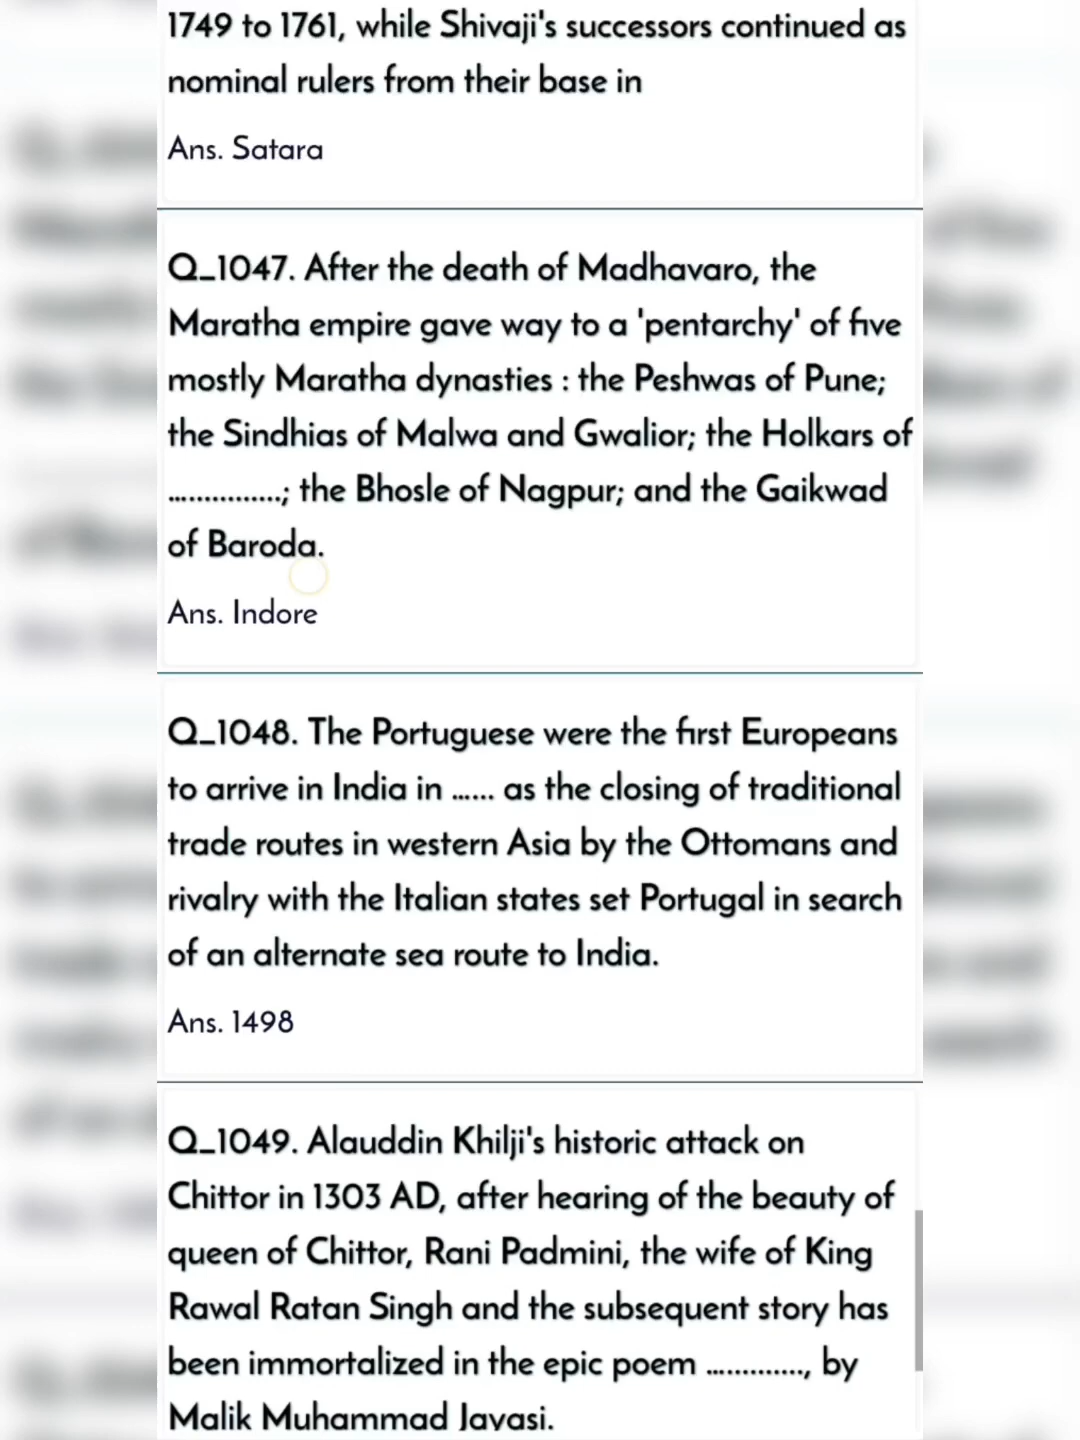 1749 to 1761, while Shivaji's successors continued as
nominal rulers from their base in
Ans. Satara
Q_1047. After the death of Madhavaro, the
Maratha empire gave way to a 'pentarchy' of five
mostly Maratha dynasties : the Peshwas of Pune;
the Sindhias of Malwa and Gwalior; the Holkars of
...............; the Bhosle of Nagpur; and the Gaikwad
of Baroda.
Ans. Indore
Q_1048. The Portuguese were the first Europeans
to arrive in India in ...... as the closing of traditional
trade routes in western Asia by the Ottomans and
rivalry with the Italian states set Portugal in search
of an alternate sea route to India.
Ans. 1498
Q_1049. Alauddin Khilji's historic attack on
Chittor in 1303 AD, after hearing of the beauty of
queen of Chittor, Rani Padmini, the wife of King
Rawal Ratan Singh and the subsequent story has
been immortalized in the epic poem ............., by
Malik Muhammad Jayasi.